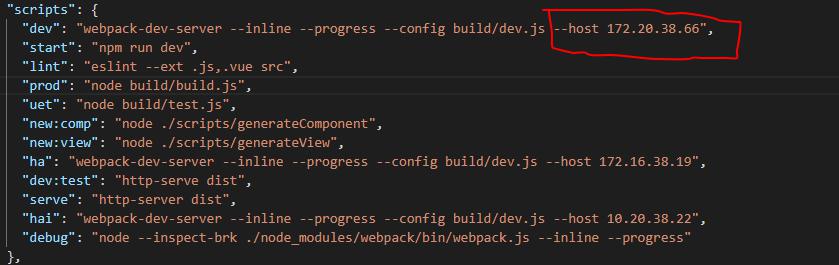 "scripts": {
"dev": "webpack-dev-server --inline --progress --config build/dev.js --host 172.20.38.66",
"start": "npm run dev",
"lint": "eslint --ext .js,.vue src",
"prod": "node build/build.js",
"uet": "node build/test.js",
"new:comp": "node ./scripts/generateComponent",
"new:view": "node ./scripts/generateView",
"ha": "webpack-dev-server --inline --progress --config build/dev.js --host 172.16.38.19",
"dev:test": "http-serve dist",
"serve": "http-server dist",
"hai": "webpack-dev-server --inline --progress --config build/dev.js --host 10.20.38.22",
"debug": "node --inspect-brk ./node_modules/webpack/bin/webpack.js --inline --progress"
},